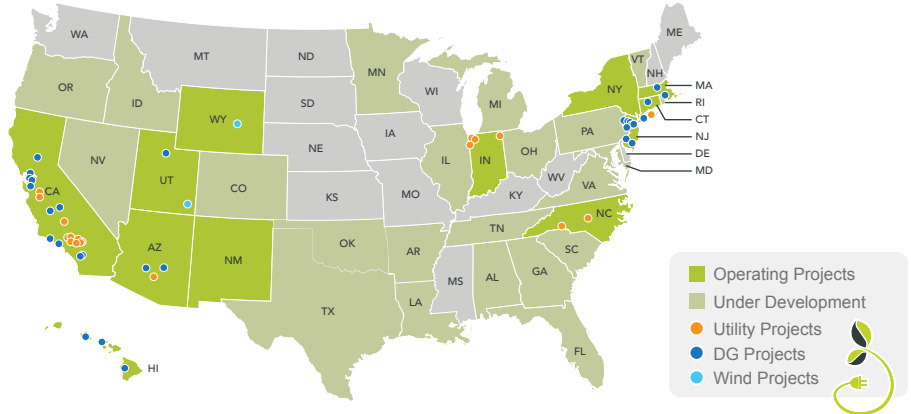 WA
MT
ND
ME
MN
VT
NH
OR
ID
SD
WI
MI
NY
MA
RI
CT
WY
IA
PA
NJ
NE
NV
UT
CO
IL
IN
OH
DE
MD
CA
KS
MO
WV
VA
KY
NC
TN
AZ
NM
OK
AR
SC
MS
AL
GA
TX
LA
FL
HI
Operating Projects
Under Development
Utility Projects
DG Projects
Wind Projects